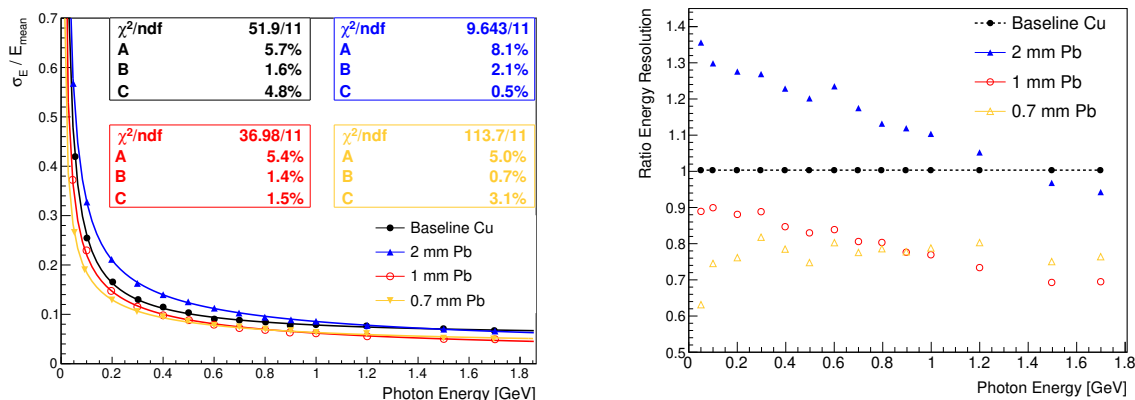 σ_E / E_mean
0.7
0.6
0.5
0.4
0.3
0.2
0.1
0
χ²/ndf 51.9/11
A 5.7%
B 1.6%
C 4.8%
χ²/ndf 9.643/11
A 8.1%
B 2.1%
C 0.5%
χ²/ndf 36.98/11
A 5.4%
B 1.4%
C 1.5%
χ²/ndf 113.7/11
A 5.0%
B 0.7%
C 3.1%
Baseline Cu
2 mm Pb
1 mm Pb
0.7 mm Pb
0 0.2 0.4 0.6 0.8 1 1.2 1.4 1.6 1.8
Photon Energy [GeV]
Ratio Energy Resolution
1.4
1.3
1.2
1.1
1
0.9
0.8
0.7
0.6
0.5
Baseline Cu
2 mm Pb
1 mm Pb
0.7 mm Pb
0 0.2 0.4 0.6 0.8 1 1.2 1.4 1.6 1.8
Photon Energy [GeV]